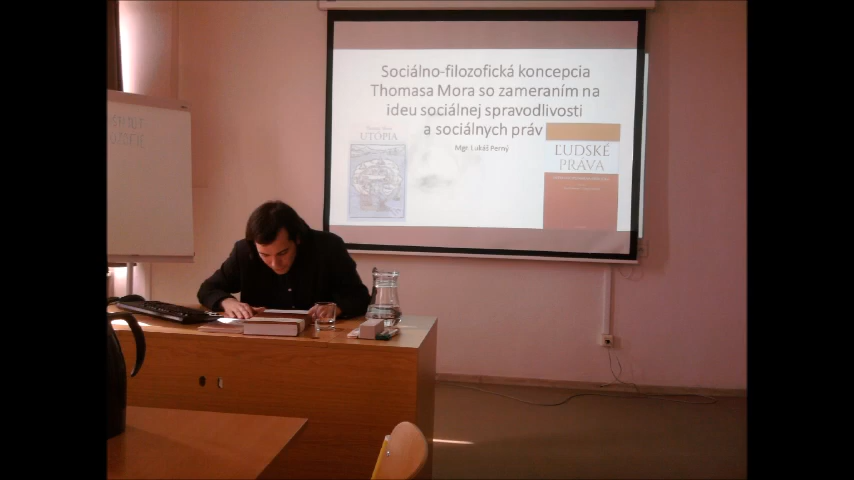 Sociálno-filozofická koncepcia
Thomasa Mora so zameraním na
ideu sociálnej spravodlivosti
a sociálnych práv
Mgr. Lukáš Perný
UTOPIA
ĽUDSKÉ
PRÁVA